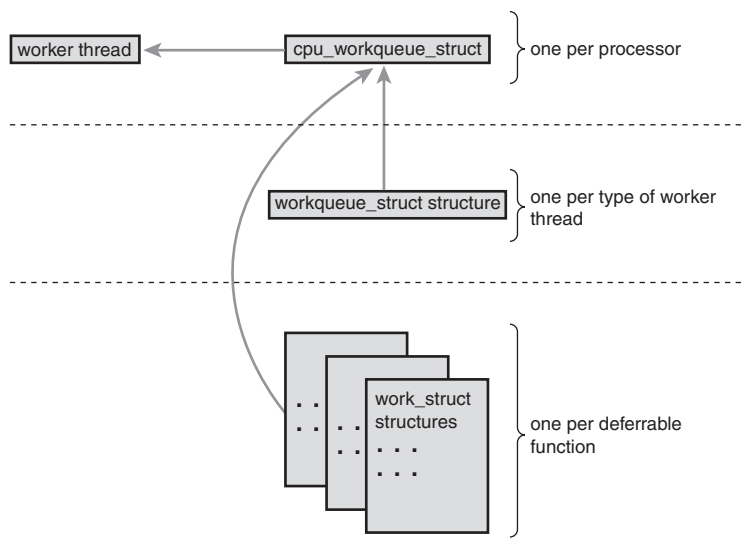 worker thread
cpu_workqueue_struct
one per processor
workqueue_struct structure
one per type of worker
thread
work_struct
structures
. . .
. . .
. .
. .
. .
. .
one per deferrable
function